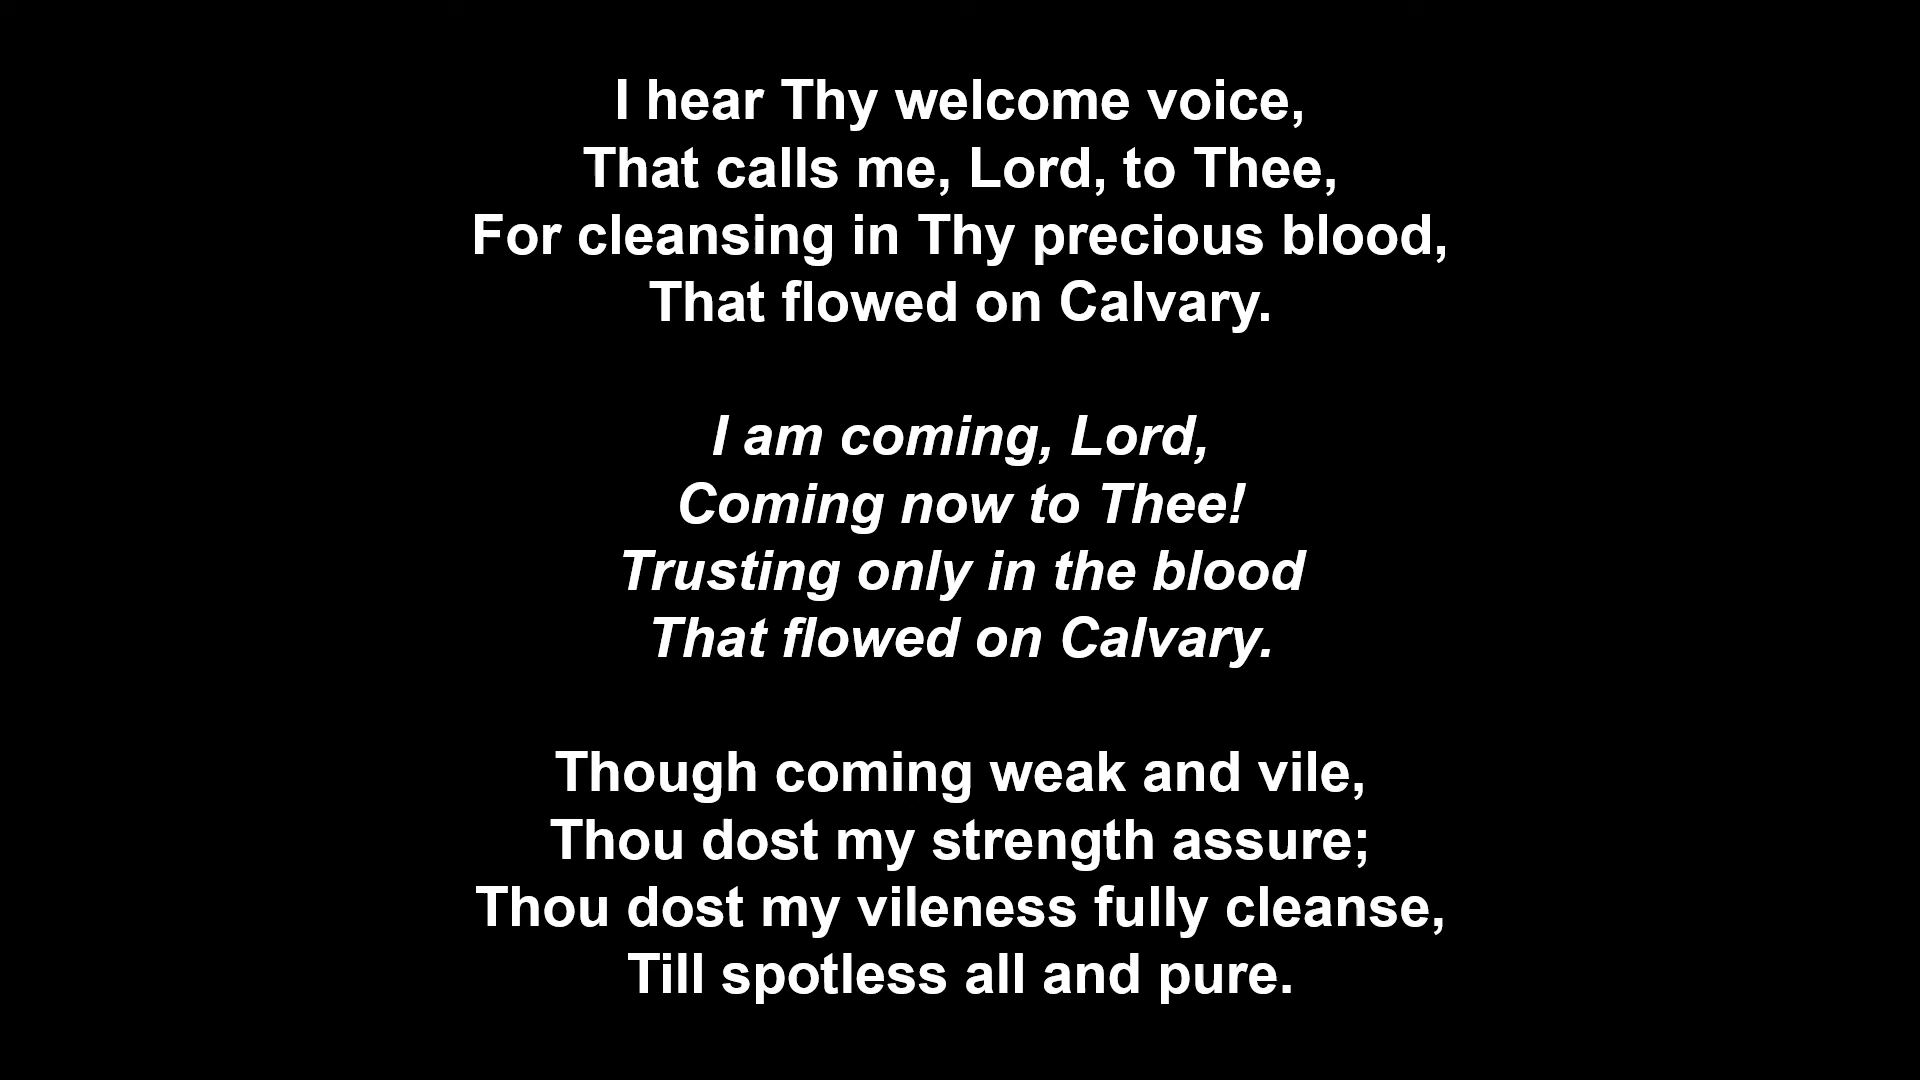 I hear Thy welcome voice,
That calls me, Lord, to Thee,
For cleansing in Thy precious blood,
That flowed on Calvary.
I am coming, Lord,
Coming now to Thee!
Trusting only in the blood
That flowed on Calvary.
Though coming weak and vile,
Thou dost my strength assure;
Thou dost my vileness fully cleanse,
Till spotless all and pure.